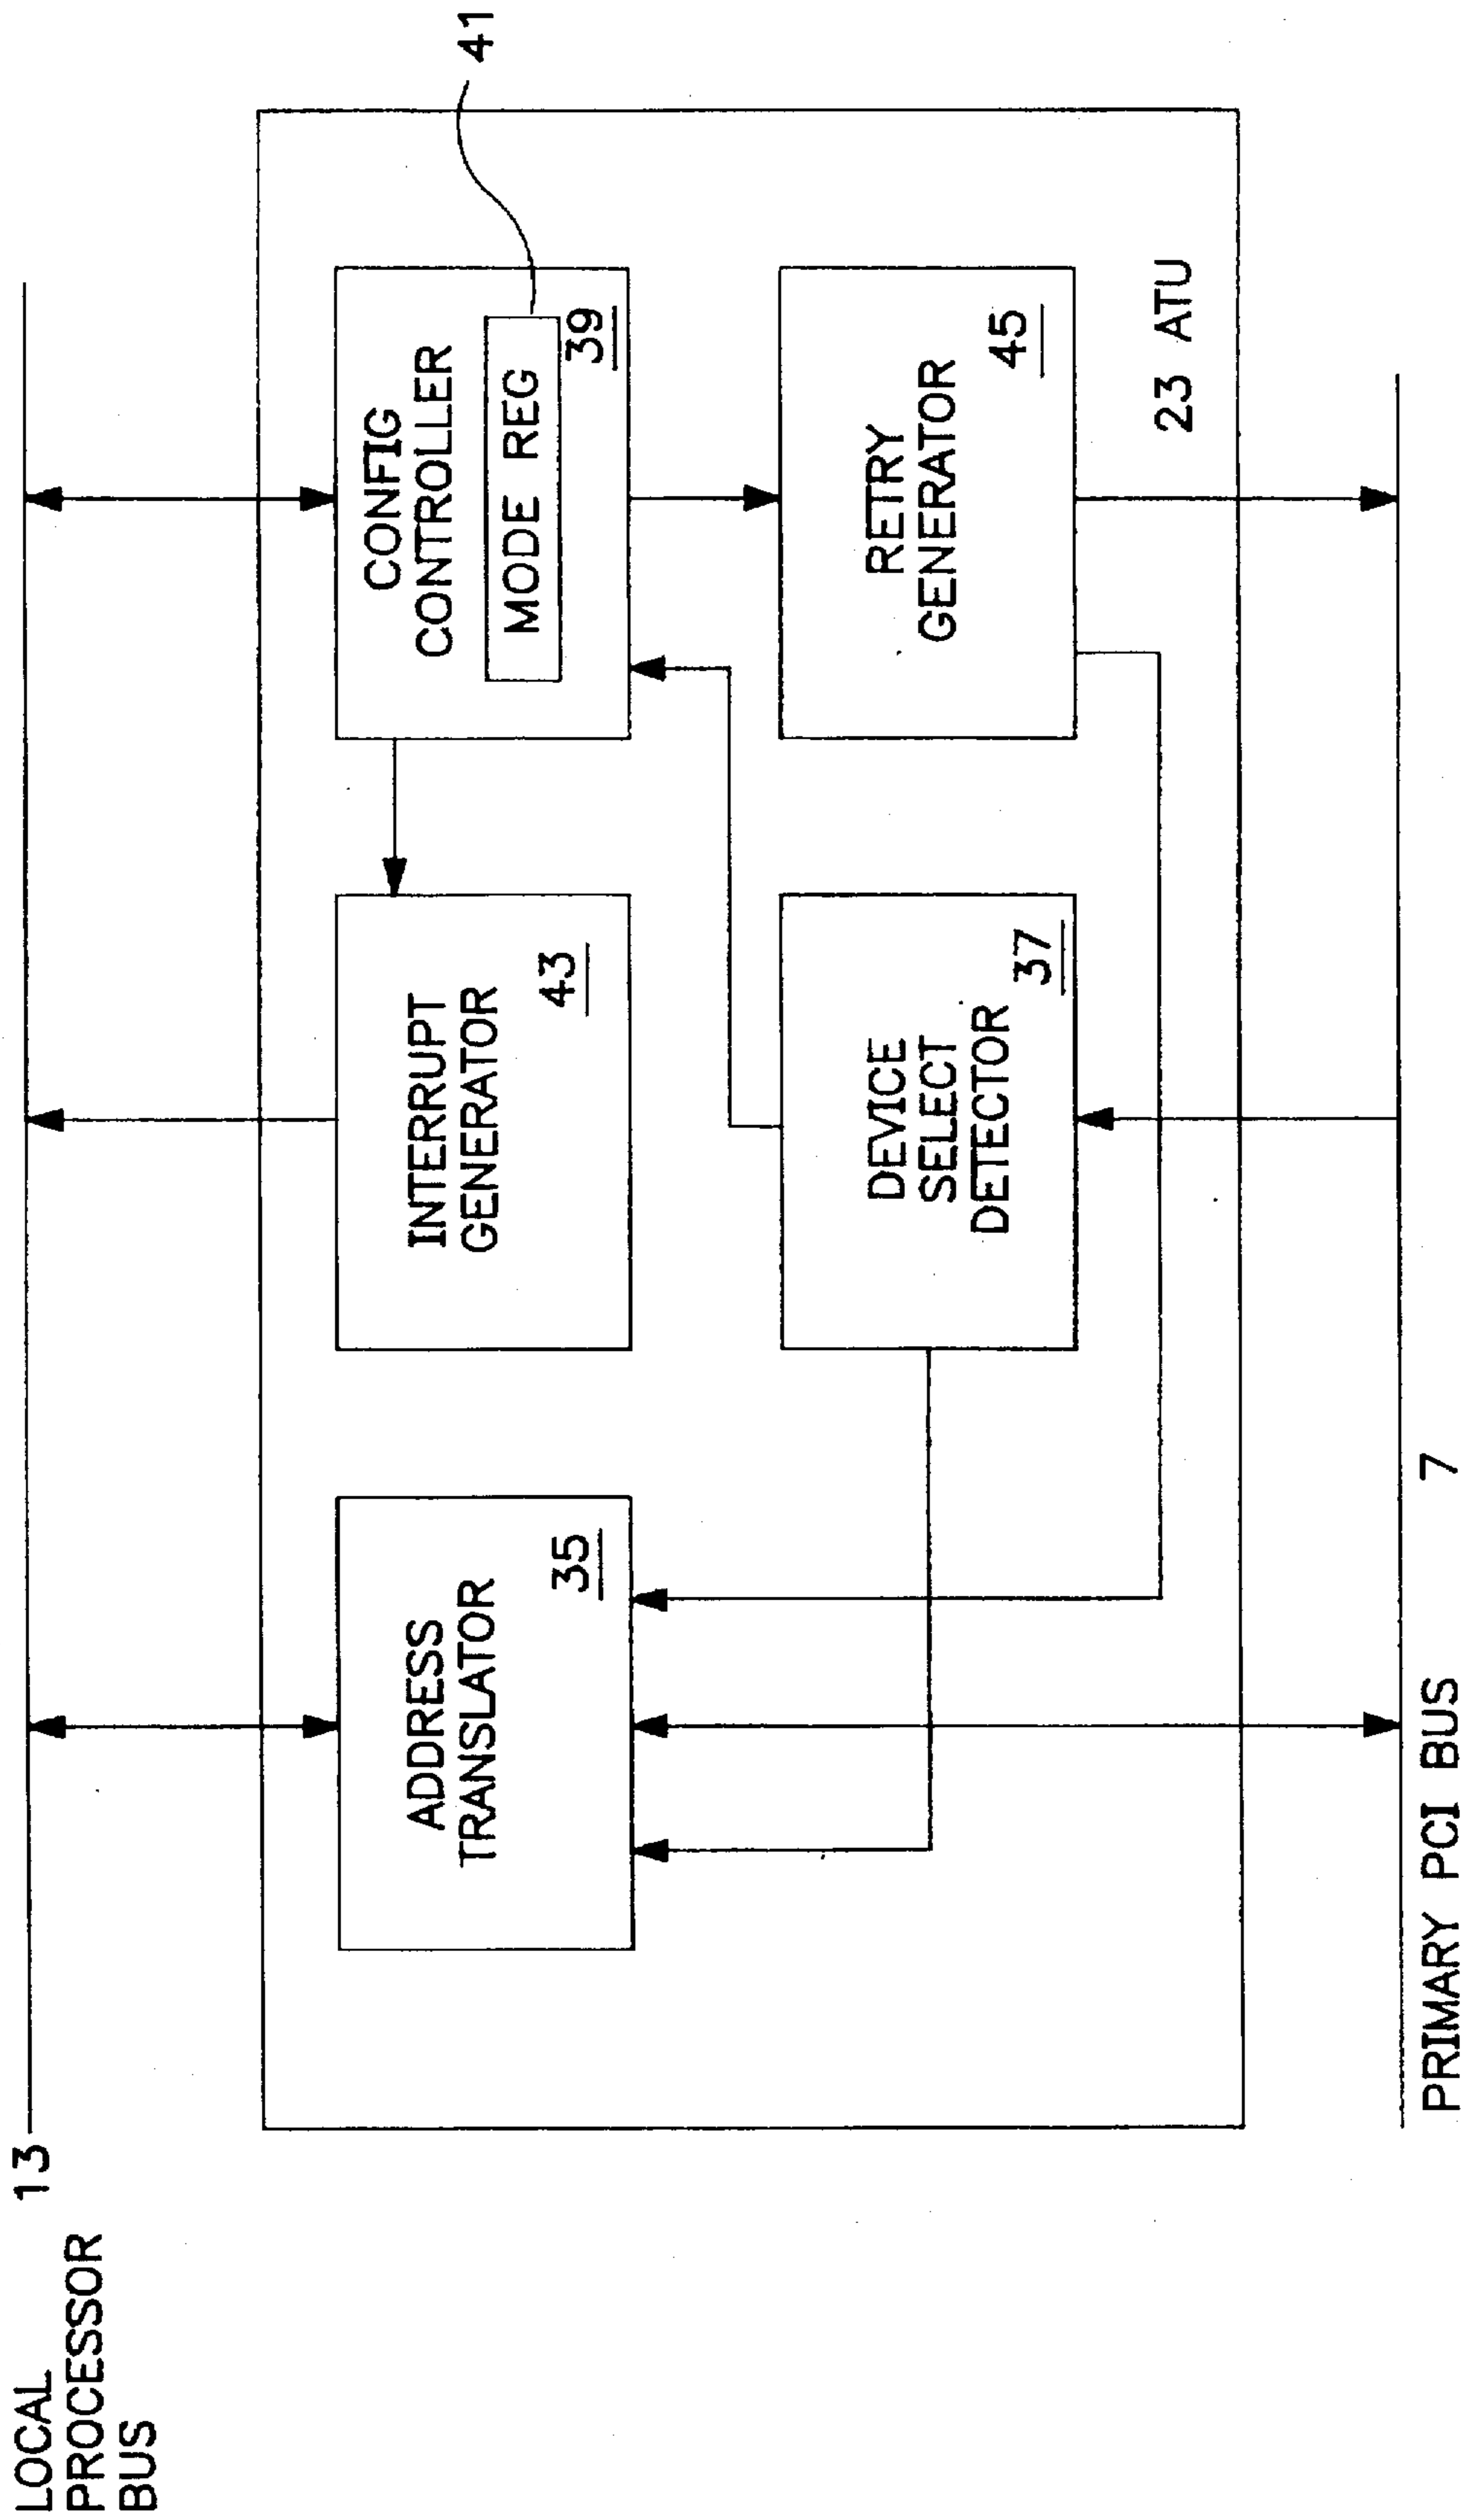 LOCAL
PROCESSOR
BUS
13
ADDRESS
TRANSLATOR
35
INTERRUPT
GENERATOR
43
CONFIG
CONTROLLER
MODE REG
39
41
DEVICE
SELECT
DETECTOR
37
RETRY
GENERATOR
45
23 ATU
PRIMARY PCI BUS 7